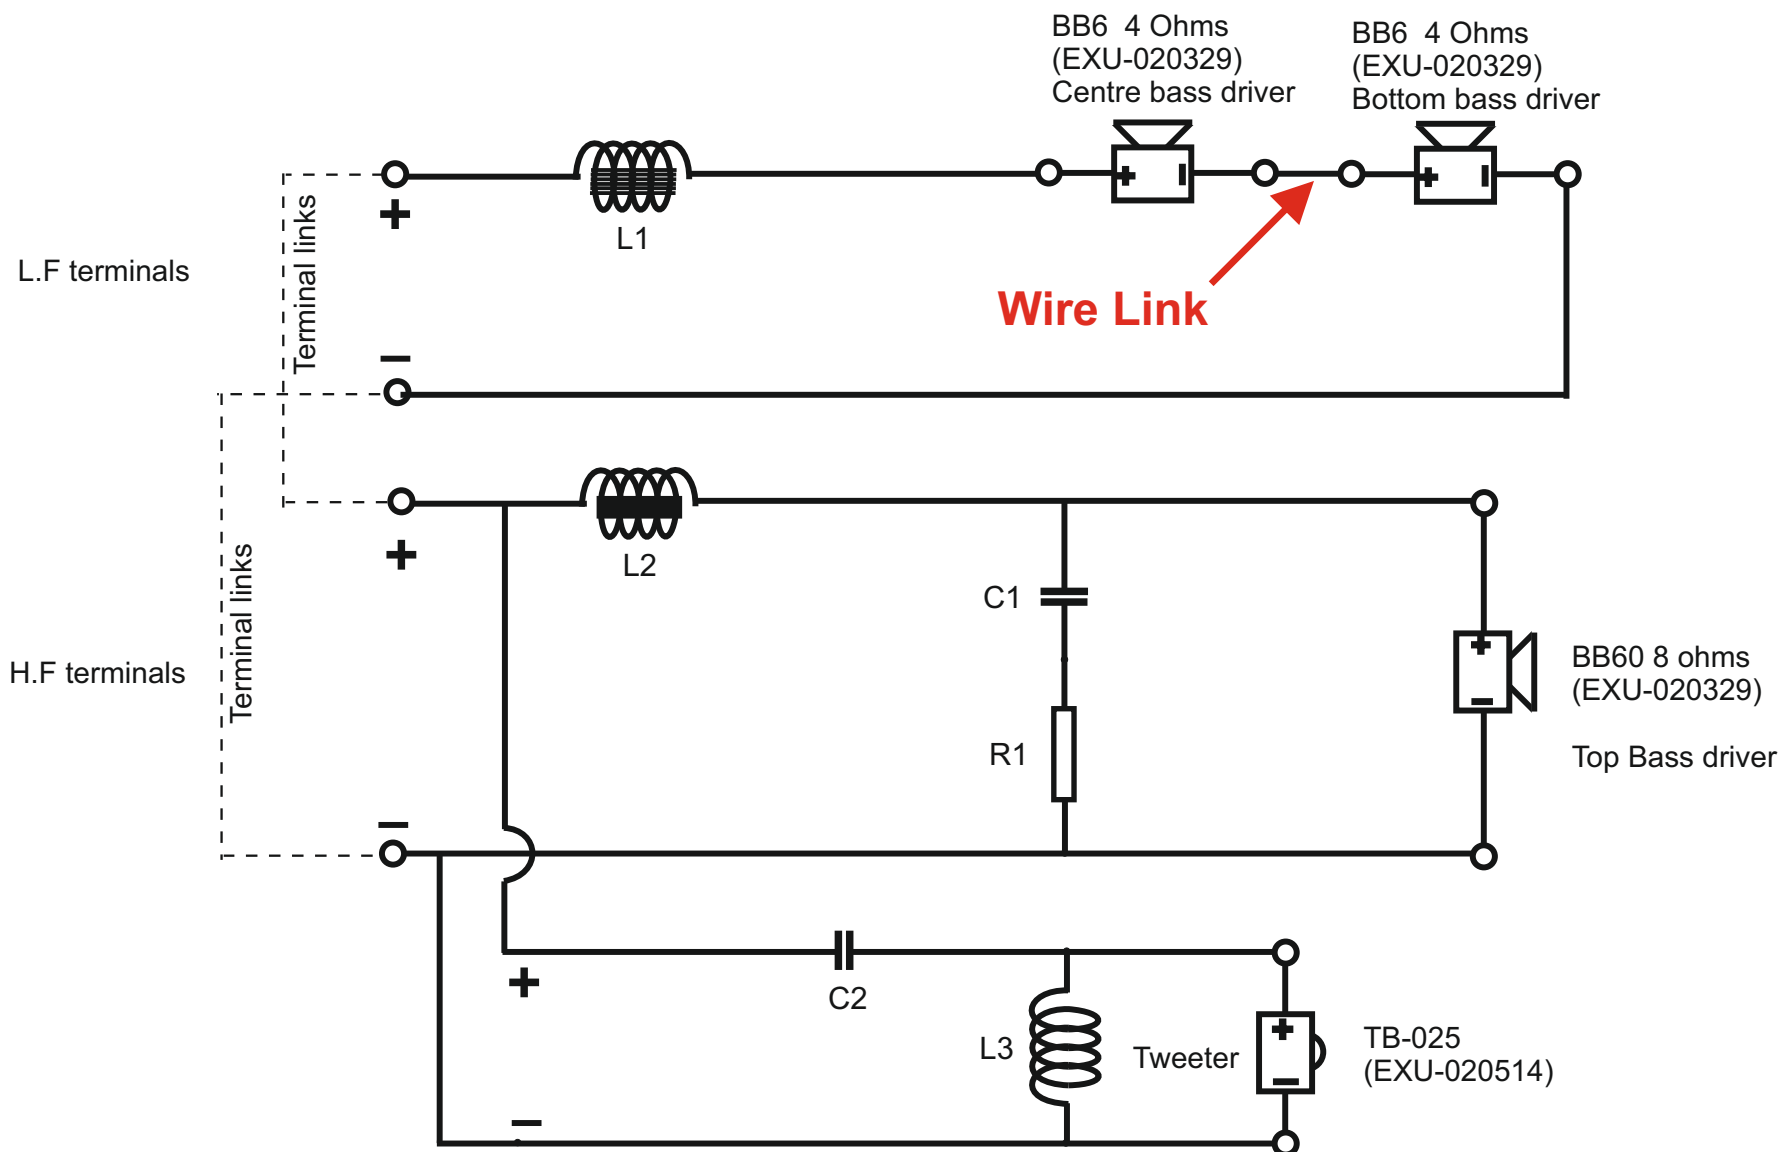 BB6 4 Ohms
(EXU-020329)
Centre bass driver
BB6 4 Ohms
(EXU-020329)
Bottom bass driver
+
L1
+
-
+
-
L.F terminals
Terminal links
Wire Link
-
+
L2
C1
Terminal links
H.F terminals
R1
+
-
BB60 8 ohms
(EXU-020329)
Top Bass driver
-
+
C2
L3
Tweeter
+
-
TB-025
(EXU-020514)
-